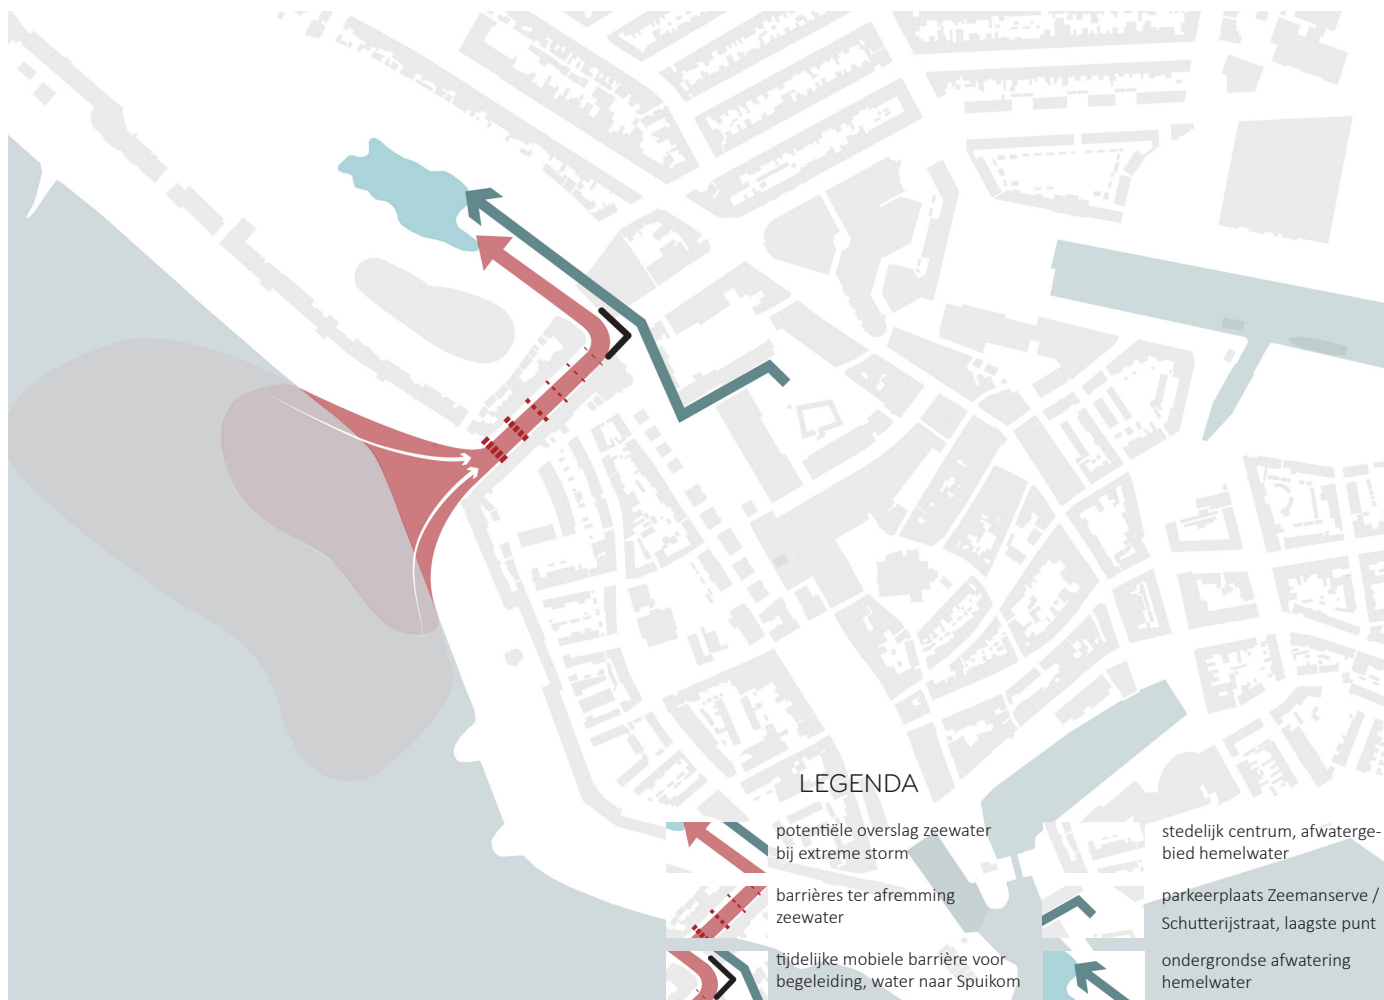 LEGENDA
potentiële overslag zeewater
bij extreme storm
barrières ter afremming
zeewater
tijdelijke mobiele barrière voor
begeleiding, water naar Spuikom
stedelijk centrum, afwaterge-
bied hemelwater
parkeerplaats Zeemanserve /
Schutterijstraat, laagste punt
ondergrondse afwatering
hemelwater